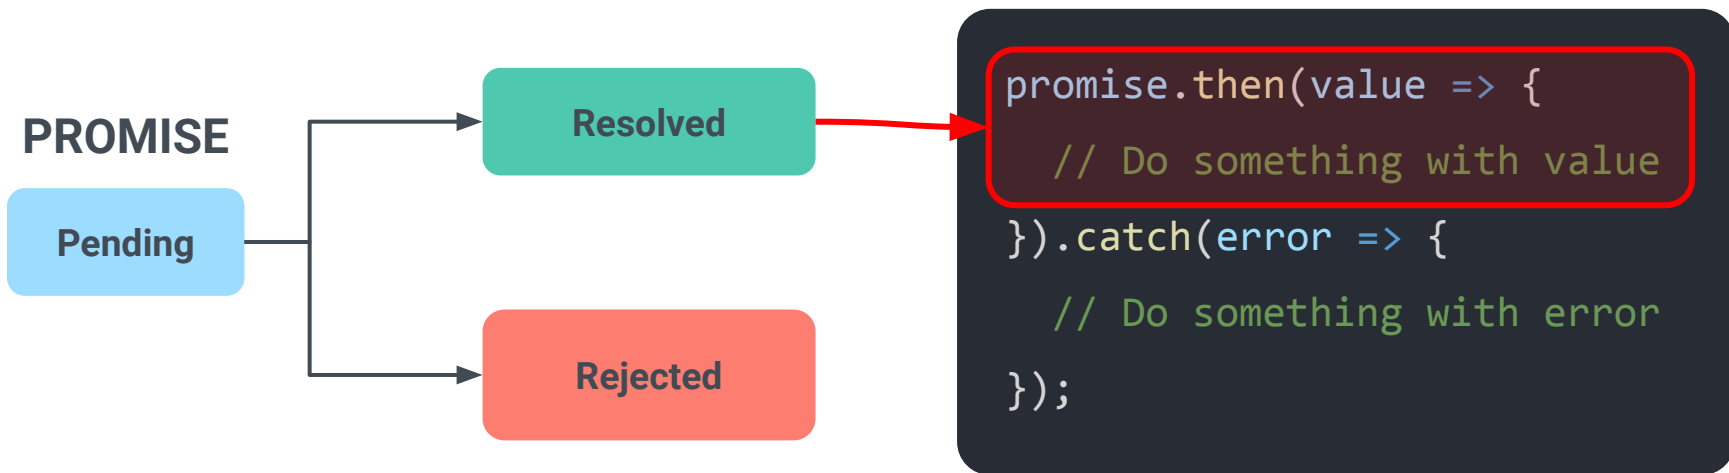 PROMISE
Pending
Resolved
Rejected
promise.then(value => {
  // Do something with value
}).catch(error => {
  // Do something with error
});